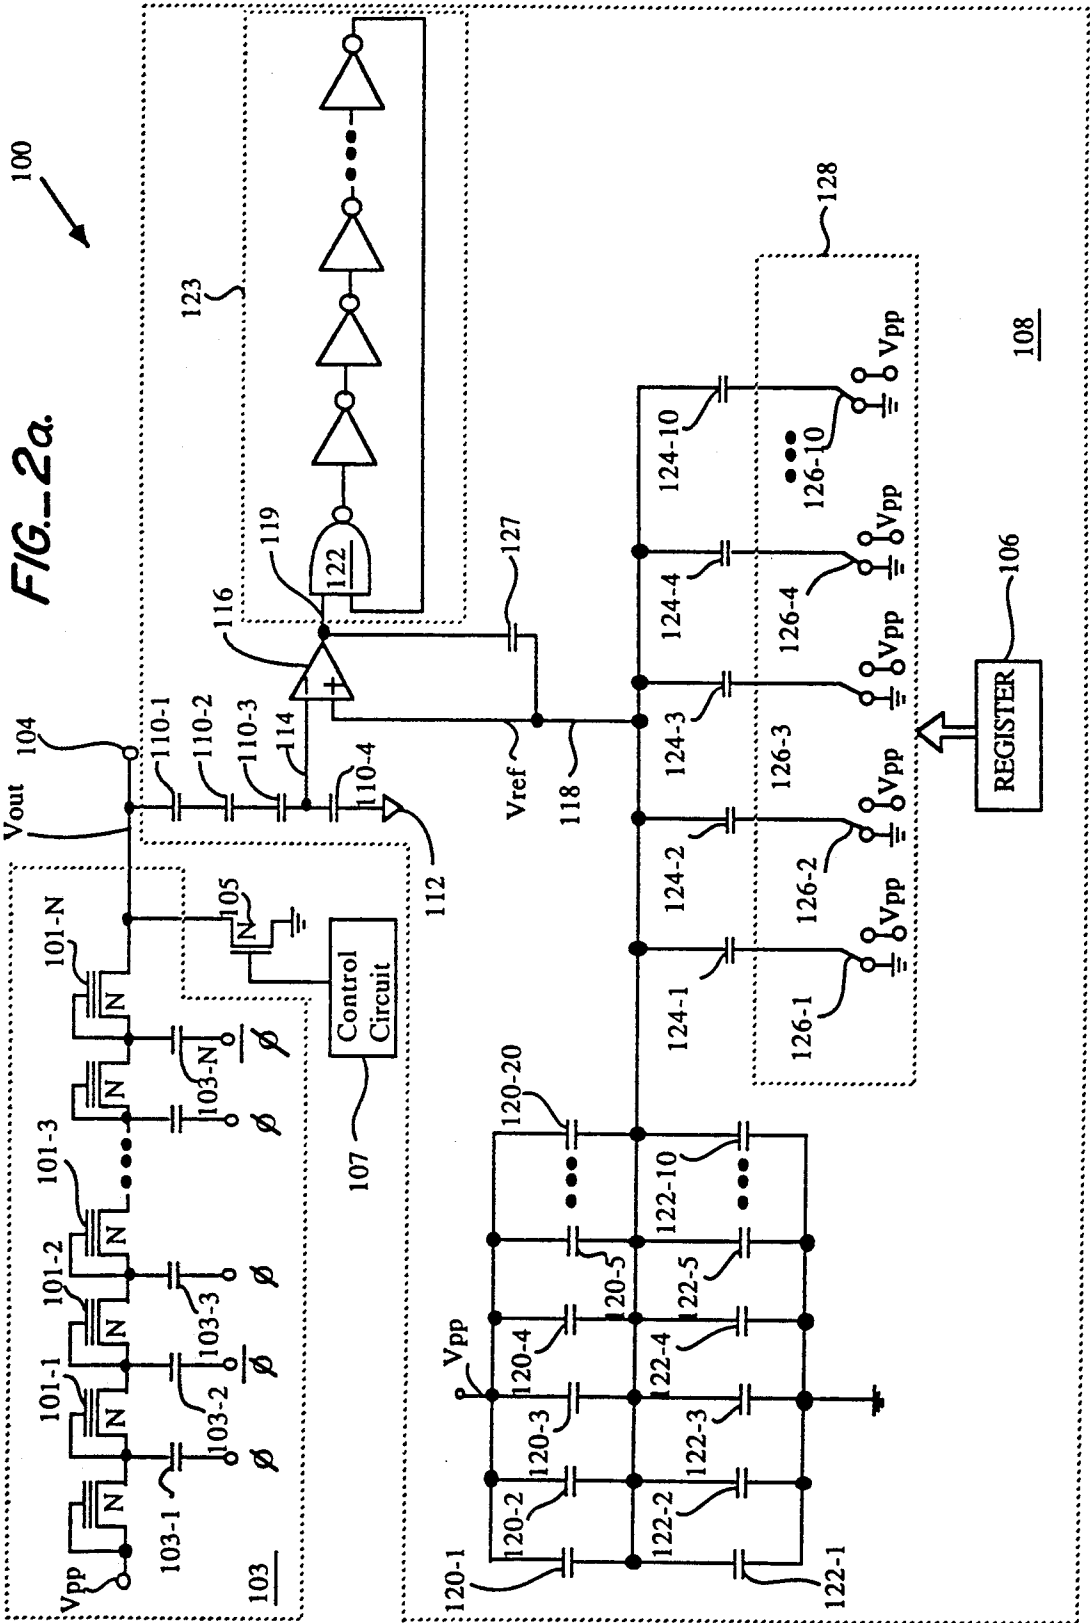 FIG._2a.
100
Vpp
101-1
101-2
101-3
101-N
Vout
104
N
N
N
N
N
N
103-1
103-2
103-3
103-N
φ
φ
φ
φ
φ
103
N
105
Control
Circuit
107
110-1
110-2
110-3
110-4
114
112
116
−
+
119
122
123
127
Vref
118
Vpp
120-1
120-2
120-3
120-4
120-5
120-20
122-1
122-2
122-3
122-4
122-5
122-10
124-1
124-2
124-3
124-4
124-10
126-1
126-2
126-3
126-4
126-10
Vpp
Vpp
Vpp
Vpp
Vpp
128
REGISTER
106
108